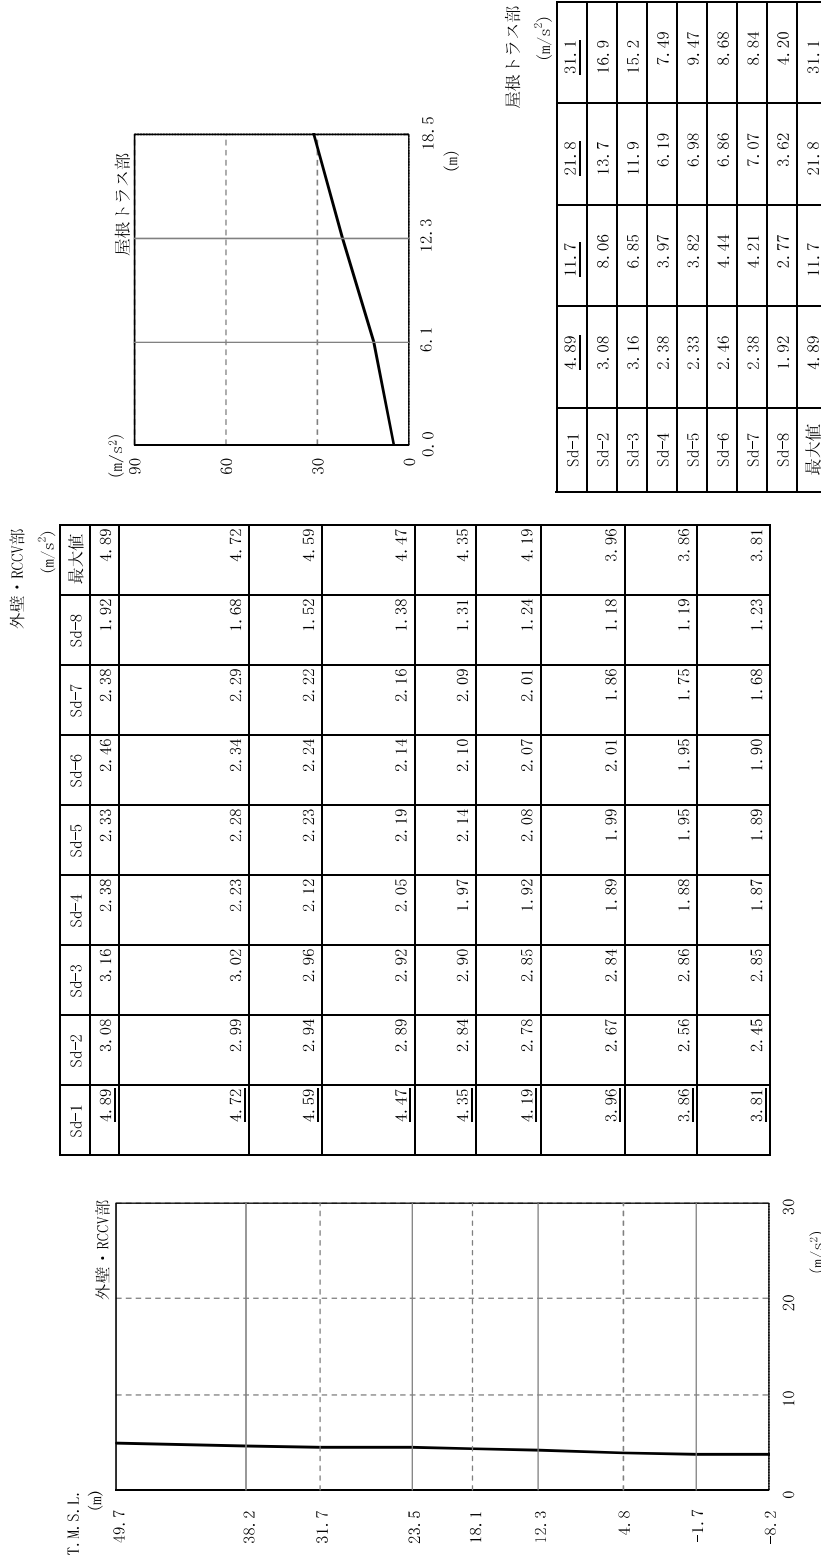 外壁・RCCV部
T.M.S.L.
(m)
49.7
38.2
31.7
23.5
18.1
12.3
4.8
-1.7
-8.2
0
10
20
30
(m/s²)
外壁・RCCV部
(m/s²)
Sd-1 Sd-2 Sd-3 Sd-4 Sd-5 Sd-6 Sd-7 Sd-8 最大値
4.89 3.08 3.16 2.38 2.33 2.46 2.38 1.92 4.89
4.72 2.99 3.02 2.23 2.28 2.34 2.29 1.68 4.72
4.59 2.94 2.96 2.12 2.23 2.24 2.22 1.52 4.59
4.47 2.89 2.92 2.05 2.19 2.14 2.16 1.38 4.47
4.35 2.84 2.90 1.97 2.14 2.10 2.09 1.31 4.35
4.19 2.78 2.85 1.92 2.08 2.07 2.01 1.24 4.19
3.96 2.67 2.84 1.89 1.99 2.01 1.86 1.18 3.96
3.86 2.56 2.86 1.88 1.95 1.95 1.75 1.19 3.86
3.81 2.45 2.85 1.87 1.89 1.90 1.68 1.23 3.81
屋根トラス部
(m/s²)
90
60
30
0
0.0
6.1
12.3
18.5
(m)
屋根トラス部
(m/s²)
Sd-1 4.89 11.7 21.8 31.1
Sd-2 3.08 8.06 13.7 16.9
Sd-3 3.16 6.85 11.9 15.2
Sd-4 2.38 3.97 6.19 7.49
Sd-5 2.33 3.82 6.98 9.47
Sd-6 2.46 4.44 6.86 8.68
Sd-7 2.38 4.21 7.07 8.84
Sd-8 1.92 2.77 3.62 4.20
最大値 4.89 11.7 21.8 31.1